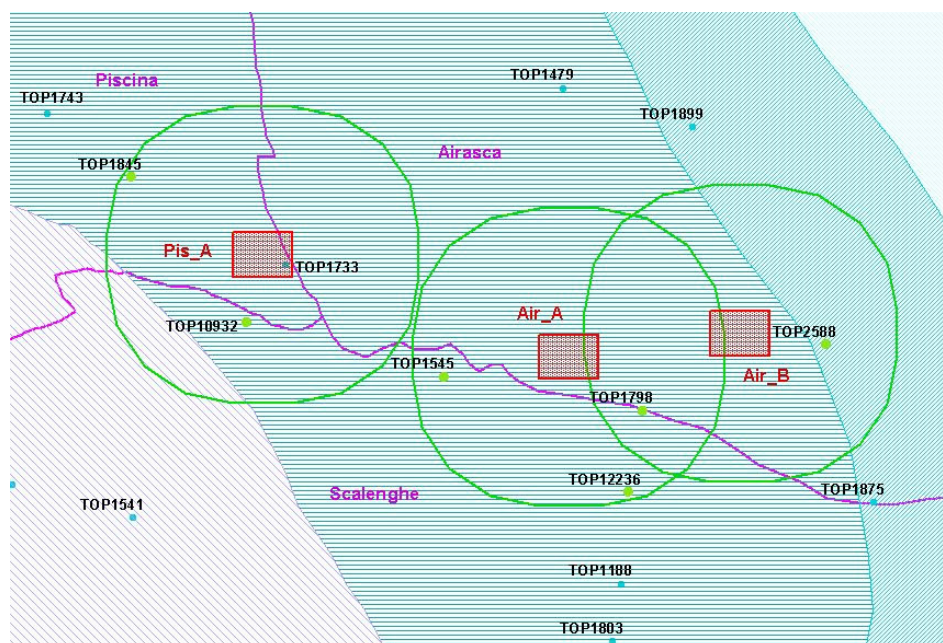 TOP1479
Piscina
TOP1743
TOP1899
Airasca
TOP1845
Pis_A
TOP1733
Air_A
TOP10932
TOP2588
TOP1545
Air_B
TOP1798
TOP12236
Scalenghe
TOP1875
TOP1541
TOP1188
TOP1803